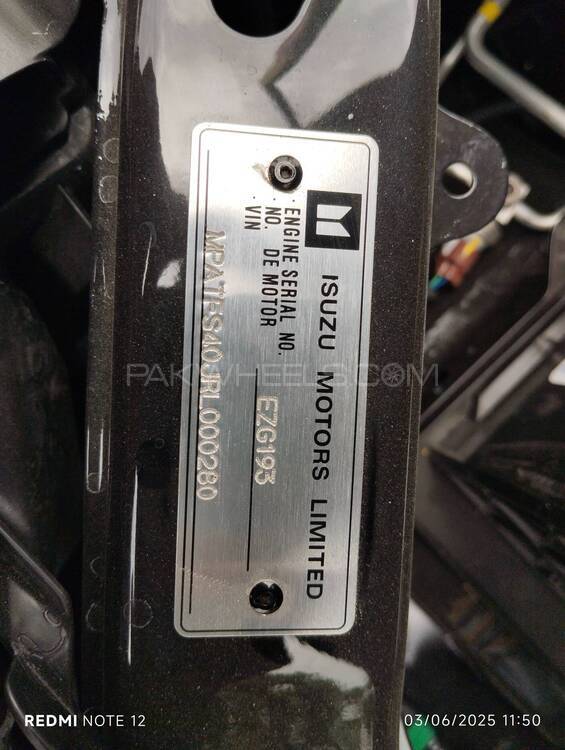 ISUZU MOTORS LIMITED
ENGINE SERIAL NO.
NO. DE MOTOR
EZG193
VIN
MPATFS40JRL000280
PAKWHEELS.COM
REDMI NOTE 12
03/06/2025 11:50